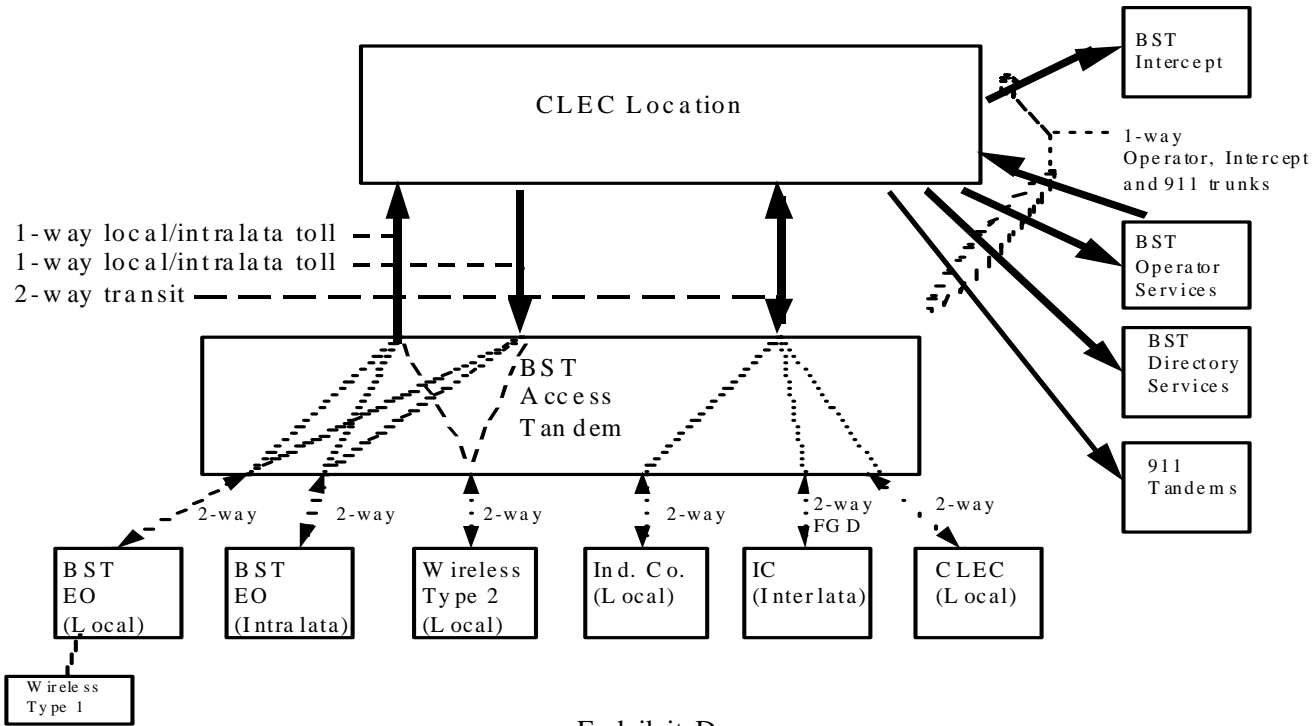 BST
Intercept
CLEC Location
1-way
Operator, Intercept
and 911 trunks
1-way local/intralata toll
1-way local/intralata toll
2-way transit
BST
Operator
Services
BST
Access
Tandem
BST
Directory
Services
911
Tandems
2-way
2-way
2-way
2-way
2-way
FGD
2-way
BST
EO
(Local)
BST
EO
(Intralata)
Wireless
Type 2
(Local)
Ind. Co.
(Local)
IC
(Interlata)
CLEC
(Local)
Wireless
Type 1